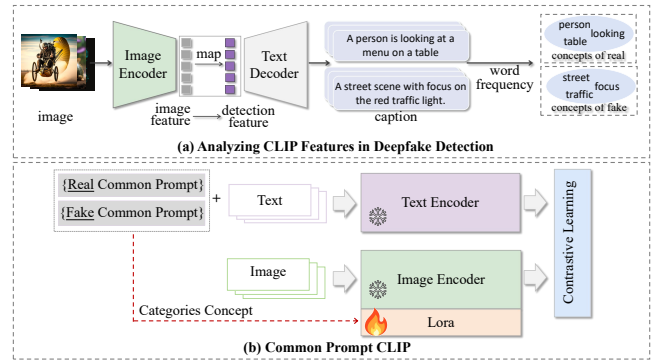 Image
Encoder
map
Text
Decoder
image
image
feature
detection
feature
A person is looking at a
menu on a table
A street scene with focus on
the red traffic light.
caption
word
frequency
person
looking
table
concepts of real
street
focus
traffic
concepts of fake
(a) Analyzing CLIP Features in Deepfake Detection
{Real Common Prompt}
{Fake Common Prompt}
+
Text
Text Encoder
Image
Image Encoder
Lora
Contrastive Learning
Categories Concept
(b) Common Prompt CLIP